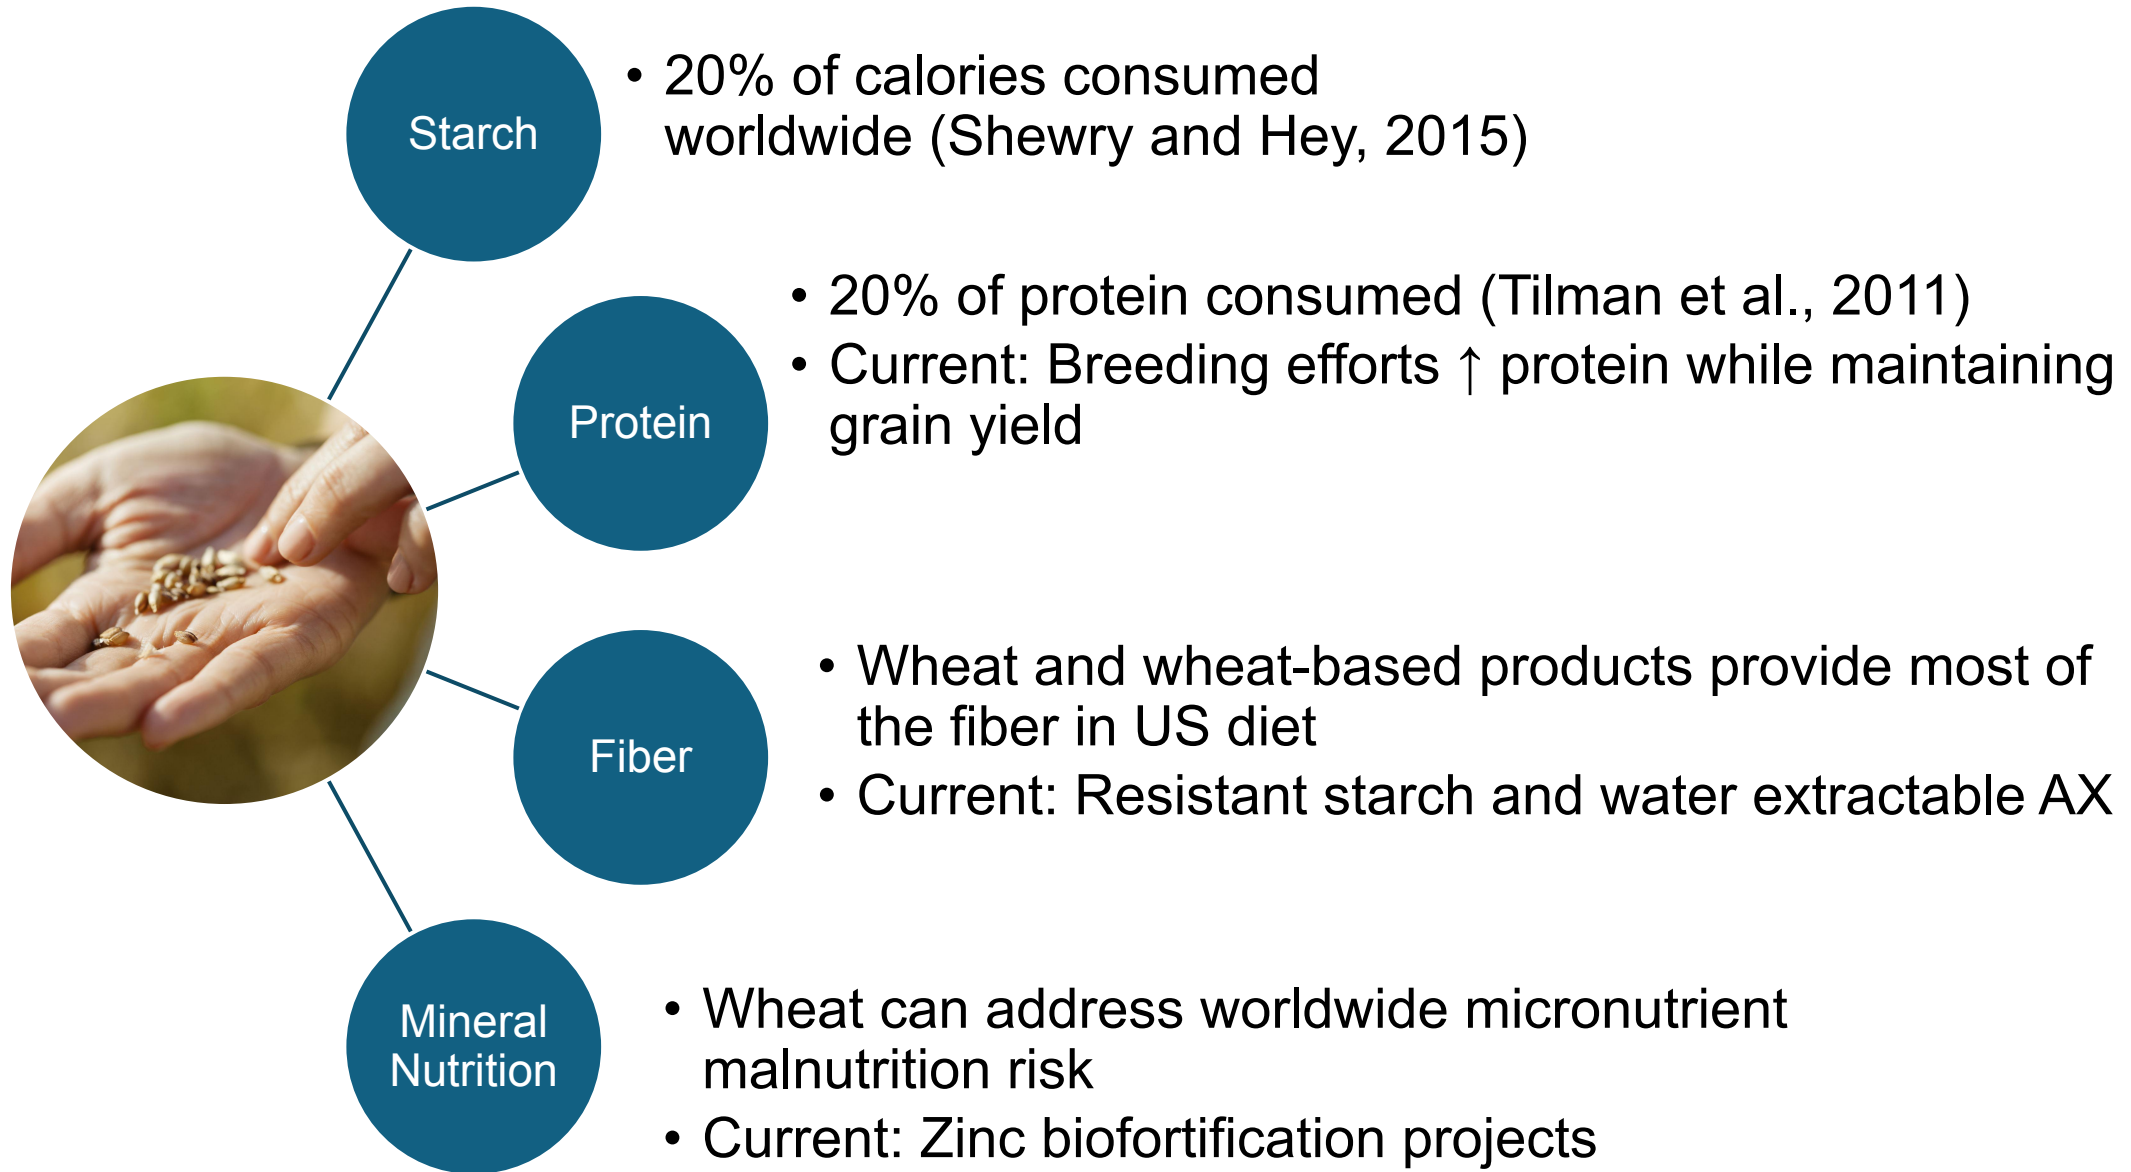 Starch
• 20% of calories consumed
worldwide (Shewry and Hey, 2015)
Protein
• 20% of protein consumed (Tilman et al., 2011)
• Current: Breeding efforts ↑ protein while maintaining
grain yield
Fiber
• Wheat and wheat-based products provide most of
the fiber in US diet
• Current: Resistant starch and water extractable AX
Mineral
Nutrition
• Wheat can address worldwide micronutrient
malnutrition risk
• Current: Zinc biofortification projects